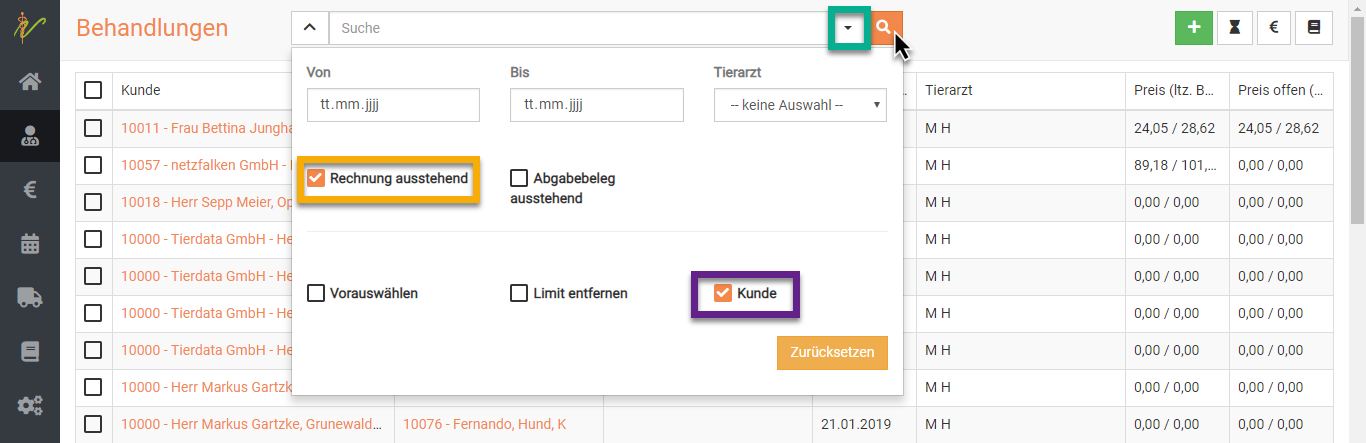 Behandlungen
Suche
€
Von
Bis
Tierarzt
tt.mm.jjjj
tt.mm.jjjj
-- keine Auswahl --
Rechnung ausstehend
Abgabebeleg
ausstehend
Vorauswählen
Limit entfernen
Kunde
Zurücksetzen
Kunde
Tierarzt
Preis (ltz. B...
Preis offen (...
10011 - Frau Bettina Jungha
M H
24,05 / 28,62
24,05 / 28,62
10057 - netzfalken GmbH -
M H
89,18 / 101,...
0,00 / 0,00
10018 - Herr Sepp Meier, Op
M H
0,00 / 0,00
0,00 / 0,00
10000 - Tierdata GmbH - He
M H
0,00 / 0,00
0,00 / 0,00
10000 - Tierdata GmbH - He
M H
0,00 / 0,00
0,00 / 0,00
10000 - Tierdata GmbH - He
M H
0,00 / 0,00
0,00 / 0,00
10000 - Tierdata GmbH - He
M H
0,00 / 0,00
0,00 / 0,00
10000 - Herr Markus Gartzk
M H
0,00 / 0,00
0,00 / 0,00
10000 - Herr Markus Gartzke, Grunewald...
10076 - Fernando, Hund, K
21.01.2019
M H
0,00 / 0,00
0,00 / 0,00
€